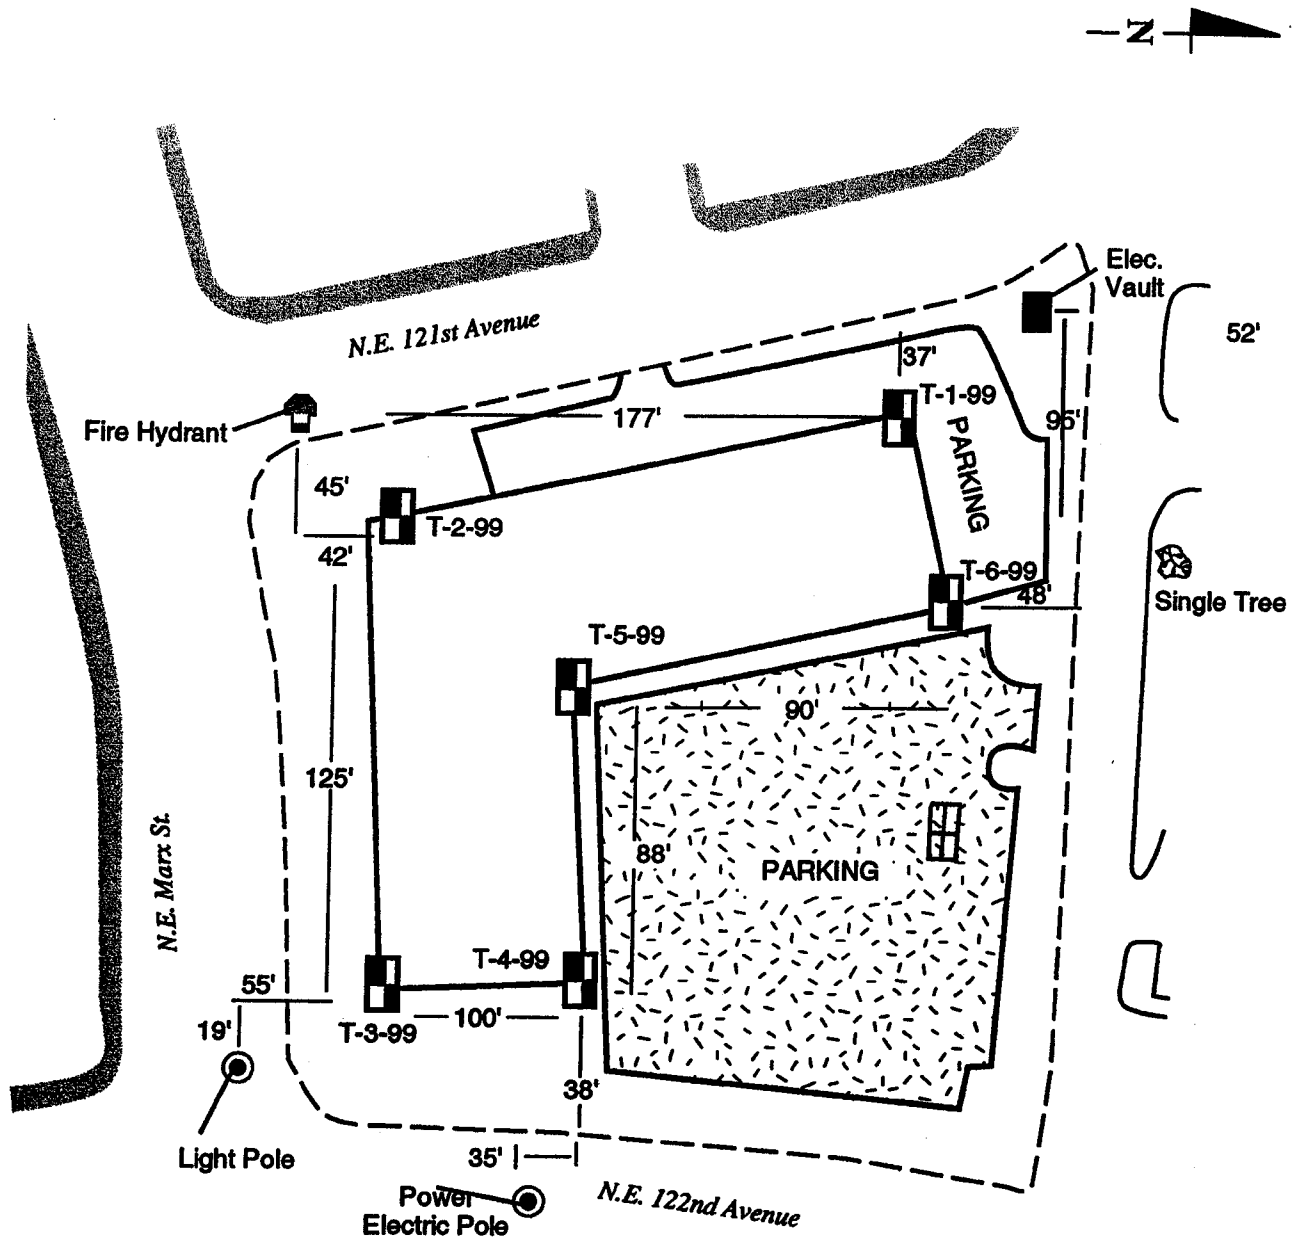 N
Elec.
Vault
52'
N.E. 121st Avenue
37'
T-1-99
Fire Hydrant
177'
95'
PARKING
45'
T-2-99
42'
T-6-99
48'
Single Tree
T-5-99
90'
125'
88'
PARKING
N.E. Marx St.
T-4-99
55'
100'
19'
T-3-99
38'
Light Pole
35'
Power
Electric Pole
N.E. 122nd Avenue